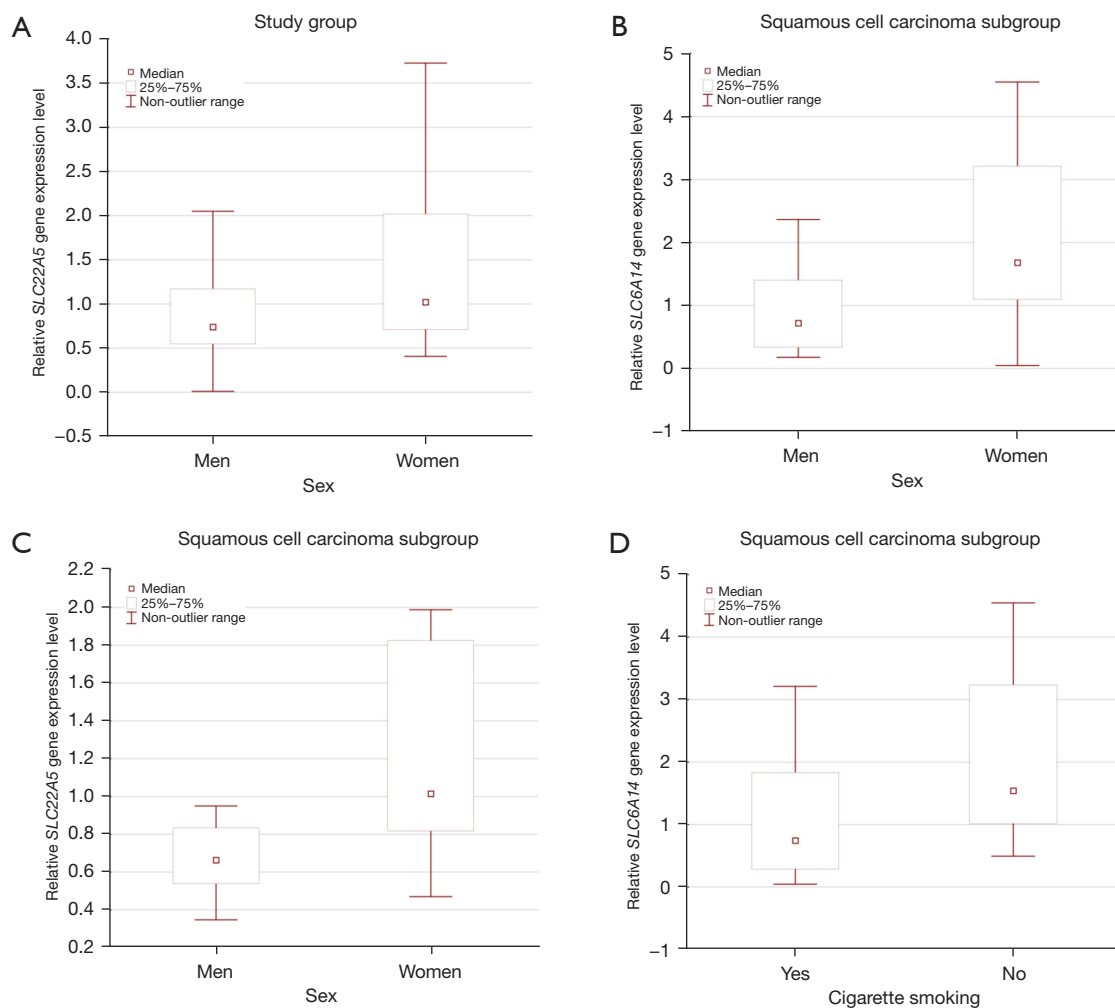 A
Study group
Median
25%–75%
Non-outlier range
4.0
3.5
3.0
2.5
2.0
1.5
1.0
0.5
0.0
–0.5
Relative SLC22A5 gene expression level
Men
Women
Sex
B
Squamous cell carcinoma subgroup
Median
25%–75%
Non-outlier range
5
4
3
2
1
0
–1
Relative SLC6A14 gene expression level
Men
Women
Sex
C
Squamous cell carcinoma subgroup
Median
25%–75%
Non-outlier range
2.2
2.0
1.8
1.6
1.4
1.2
1.0
0.8
0.6
0.4
0.2
Relative SLC22A5 gene expression level
Men
Women
Sex
D
Squamous cell carcinoma subgroup
Median
25%–75%
Non-outlier range
5
4
3
2
1
0
–1
Relative SLC6A14 gene expression level
Yes
No
Cigarette smoking